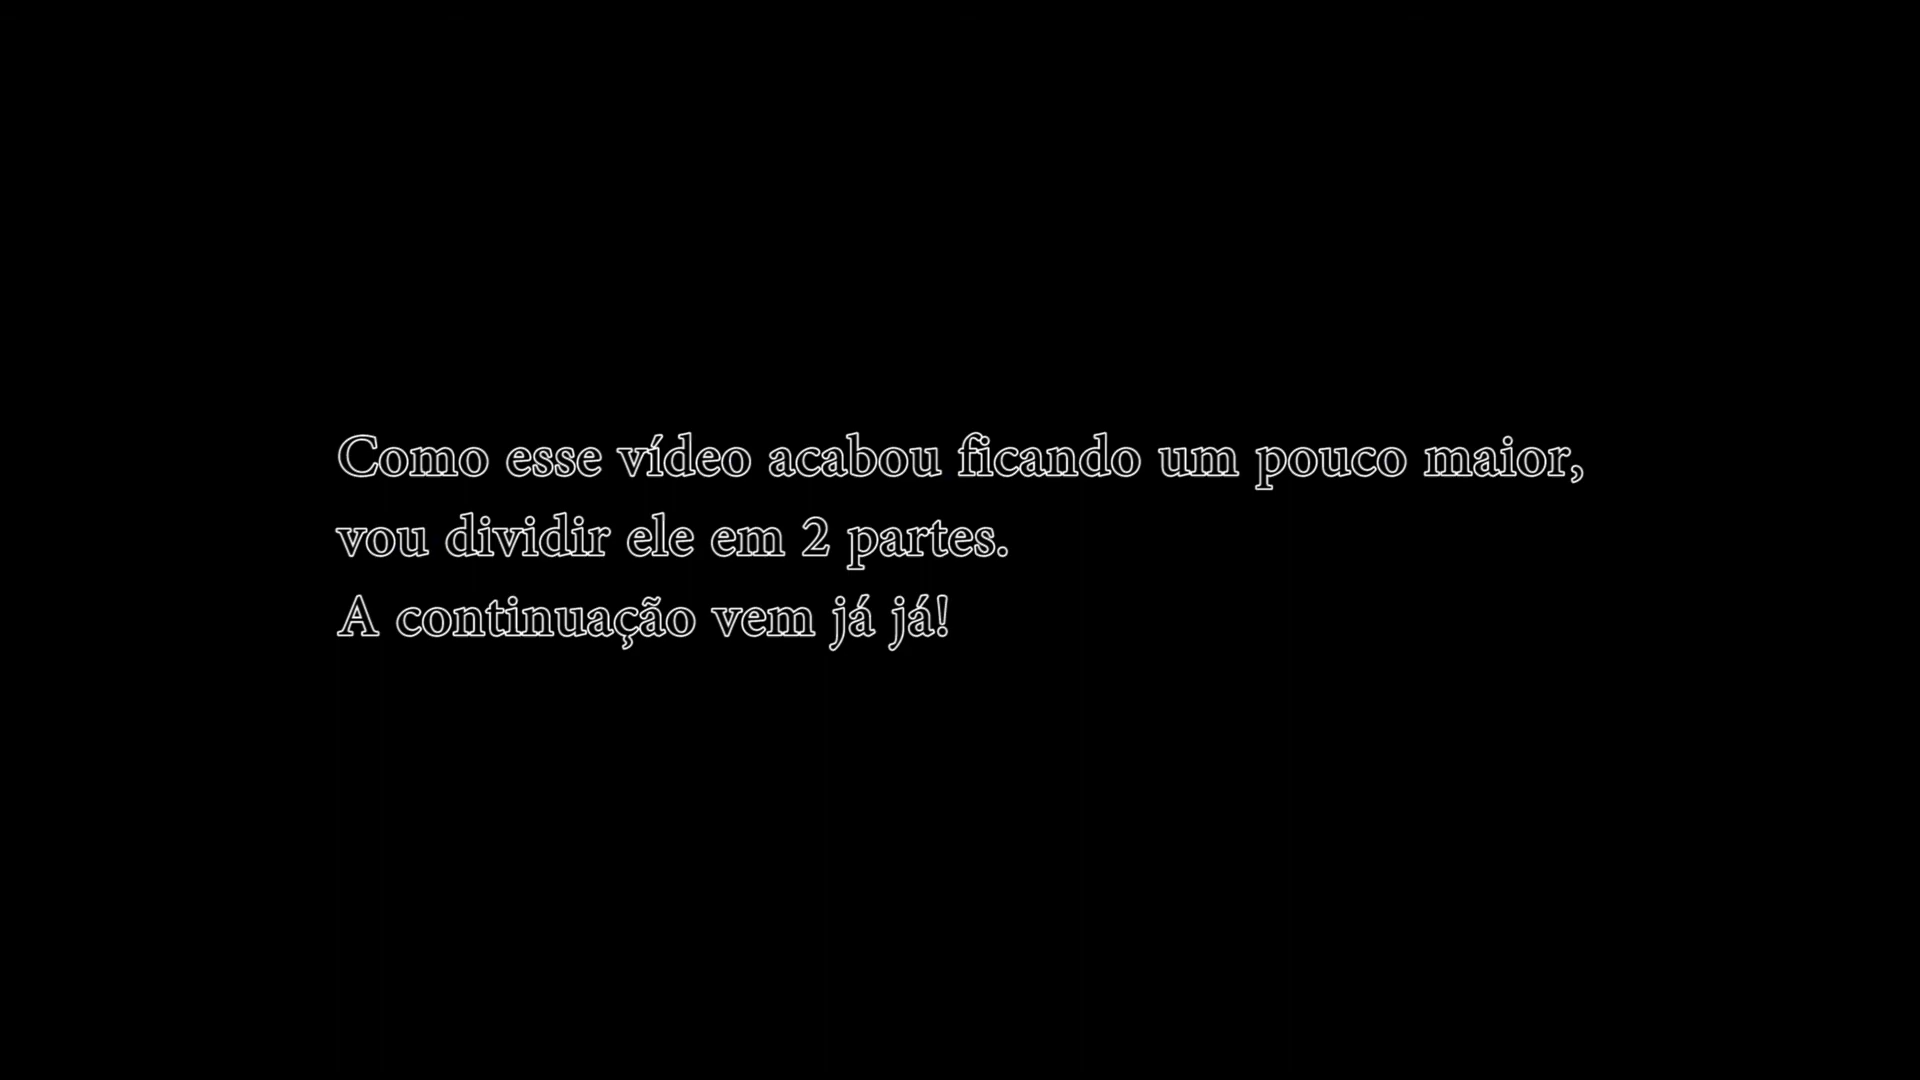 Como esse vídeo acabou ficando um pouco maior,
vou dividir ele em 2 partes.
A continuação vem já já!